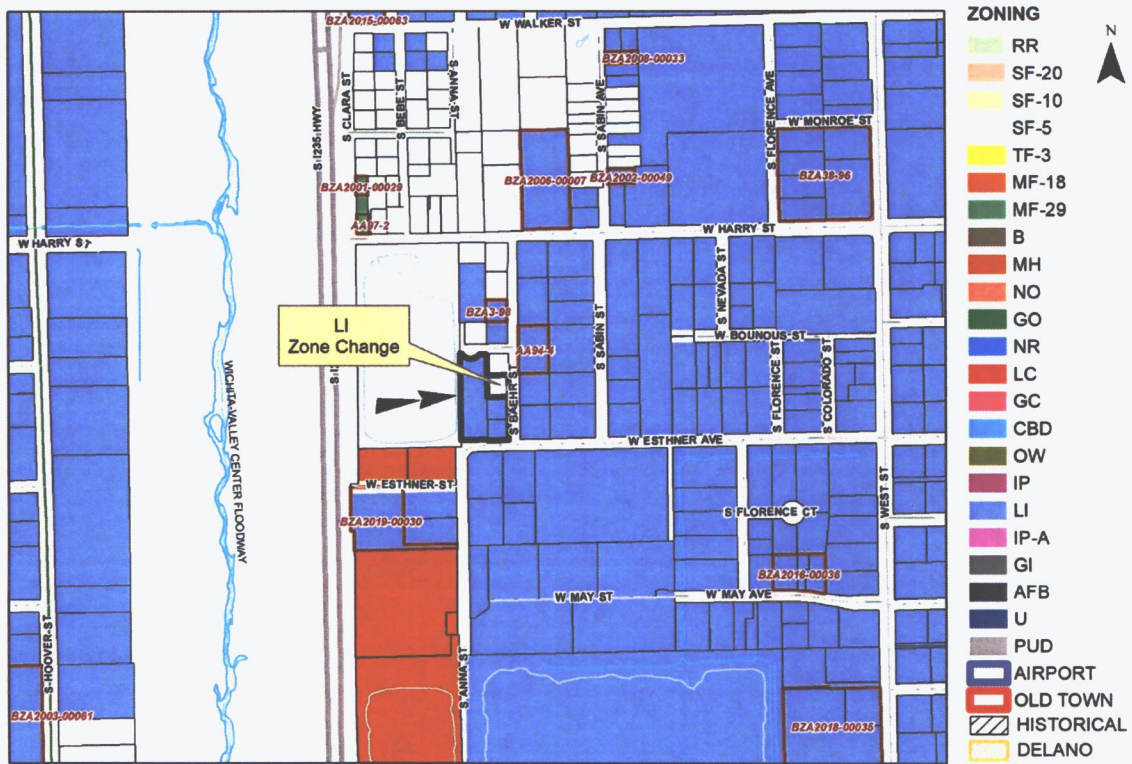 BZA2015-00063
W WALKER ST
S CLARA ST
S BEBE ST
S ANNA ST
BZA2008-00033
S SABIN AVE
S FLORENCE AVE
W MONROE ST
S I235 HWY
BZA2001-00029
AA97-2
BZA2006-00007
BZA2002-00049
BZA38-96
W HARRY ST
W HARRY ST
S NEVADA ST
BZA3-98
LI
Zone Change
AA94-4
W BOUNOUS ST
S SABIN ST
S BAEHR ST
S FLORENCE ST
S COLORADO ST
WICHITA-VALLEY CENTER FLOODWAY
W ESTHNER AVE
W ESTHNER ST
BZA2019-00030
S FLORENCE CT
S WEST ST
BZA2016-00036
W MAY ST
W MAY AVE
S HOOVER ST
S ANNA ST
BZA2003-00061
BZA2018-00035
ZONING
N
RR
SF-20
SF-10
SF-5
TF-3
MF-18
MF-29
B
MH
NO
GO
NR
LC
GC
CBD
OW
IP
LI
IP-A
GI
AFB
U
PUD
AIRPORT
OLD TOWN
HISTORICAL
DELANO